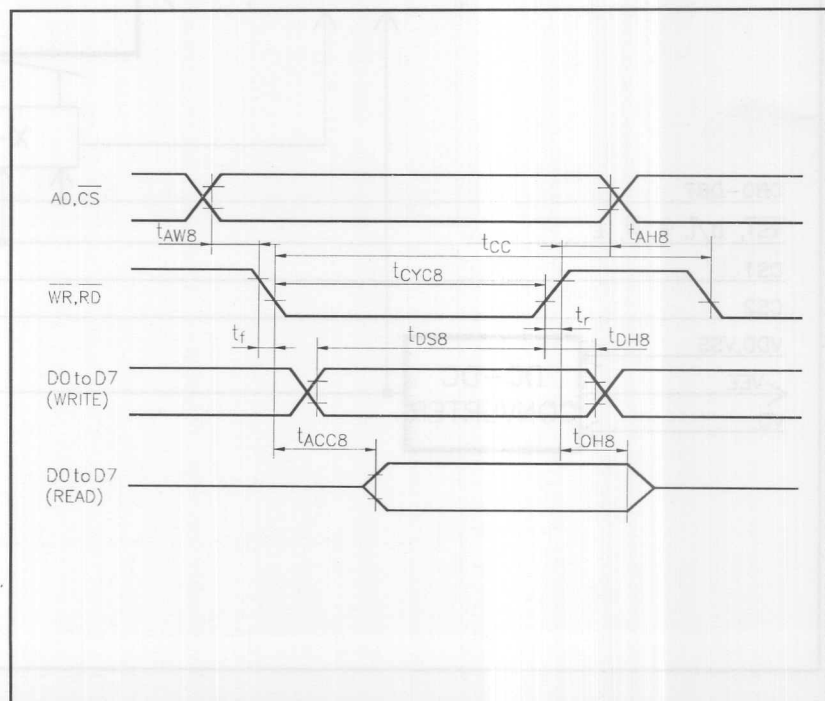 A0,CS
tAW8
tCC
tAH8
WR,RD
tCYC8
tf
tr
tDS8
tDH8
D0 to D7
(WRITE)
tACC8
tOH8
D0 to D7
(READ)